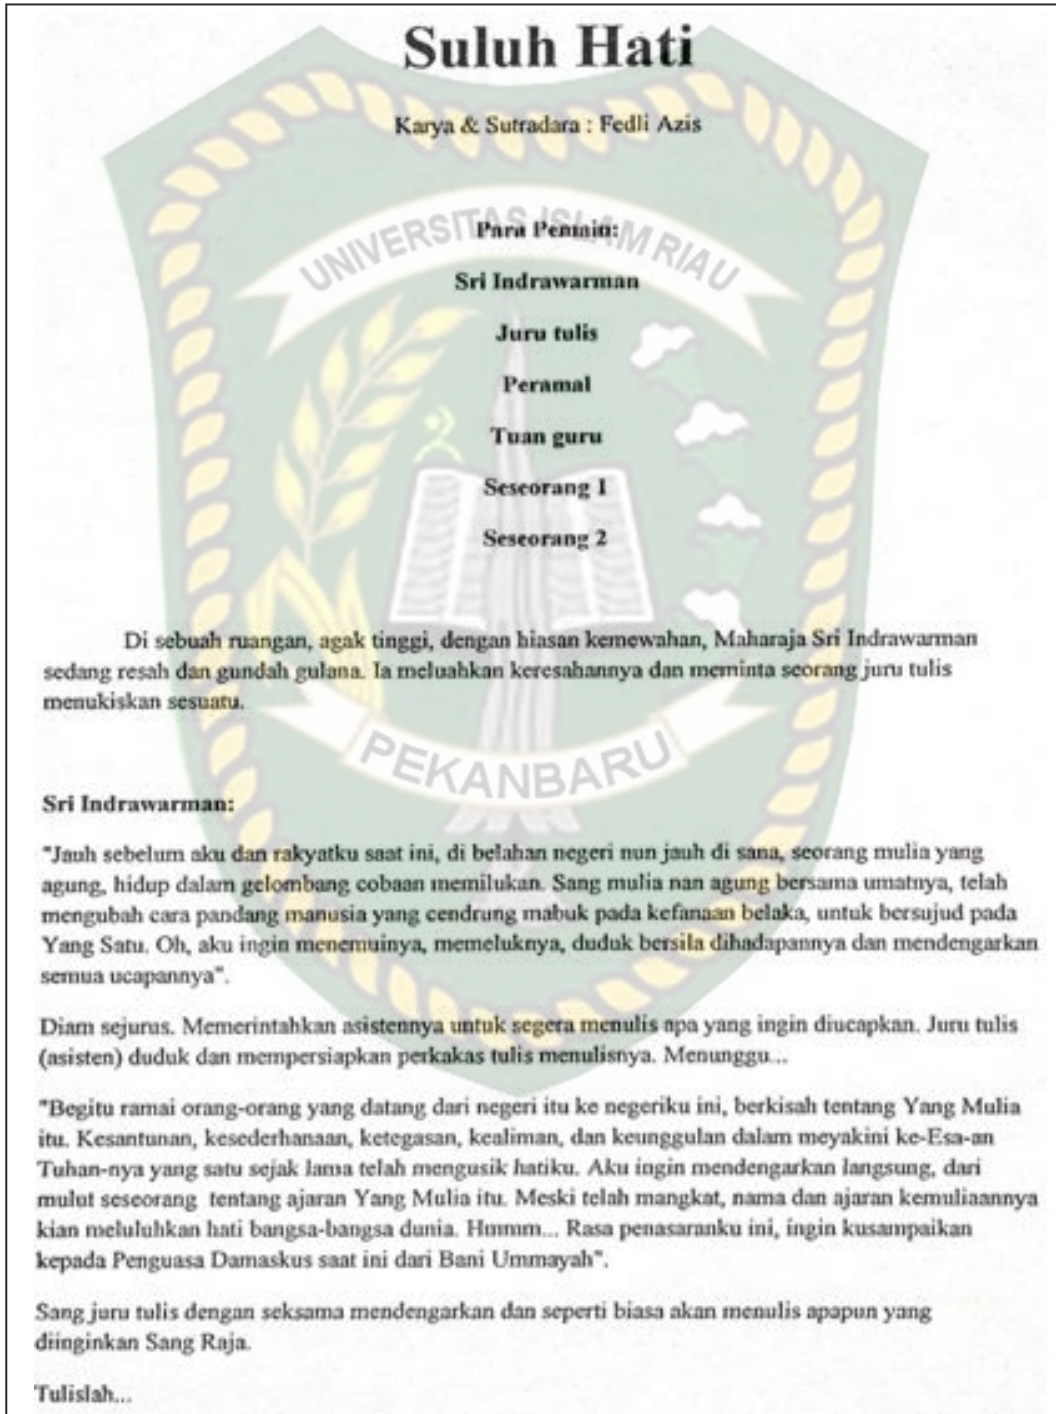 Suluh Hati
Karya & Sutradara : Fedli Azis
UNIVERSITAS ISLAM RIAU
Para Pemain:
Sri Indrawarman
Juru tulis
Peramal
Tuan guru
Seseorang 1
Seseorang 2
Di sebuah ruangan, agak tinggi, dengan hiasan kemewahan, Maharaja Sri Indrawarman
sedang resah dan gundah gulana. Ia meluahkan keresahannya dan meminta seorang juru tulis
menukiskan sesuatu.
PEKANBARU
Sri Indrawarman:
"Jauh sebelum aku dan rakyatku saat ini, di belahan negeri nun jauh di sana, seorang mulia yang
agung, hidup dalam gelombang cobaan memilukan. Sang mulia nan agung bersama umatnya, telah
mengubah cara pandang manusia yang cendrung mabuk pada kefanaan belaka, untuk bersujud pada
Yang Satu. Oh, aku ingin menemuinya, memeluknya, duduk bersila dihadapannya dan mendengarkan
semua ucapannya".
Diam sejurus. Memerintahkan asistennya untuk segera menulis apa yang ingin diucapkan. Juru tulis
(asisten) duduk dan mempersiapkan perkakas tulis menulisnya. Menunggu...
"Begitu ramai orang-orang yang datang dari negeri itu ke negeriku ini, berkisah tentang Yang Mulia
itu. Kesantunan, kesederhanaan, ketegasan, kealiman, dan keunggulan dalam meyakini ke-Esa-an
Tuhan-nya yang satu sejak lama telah mengusik hatiku. Aku ingin mendengarkan langsung, dari
mulut seseorang tentang ajaran Yang Mulia itu. Meski telah mangkat, nama dan ajaran kemuliaannya
kian meluluhkan hati bangsa-bangsa dunia. Hmmm... Rasa penasaranku ini, ingin kusampaikan
kepada Penguasa Damaskus saat ini dari Bani Ummayah".
Sang juru tulis dengan seksama mendengarkan dan seperti biasa akan menulis apapun yang
diinginkan Sang Raja.
Tulislah...